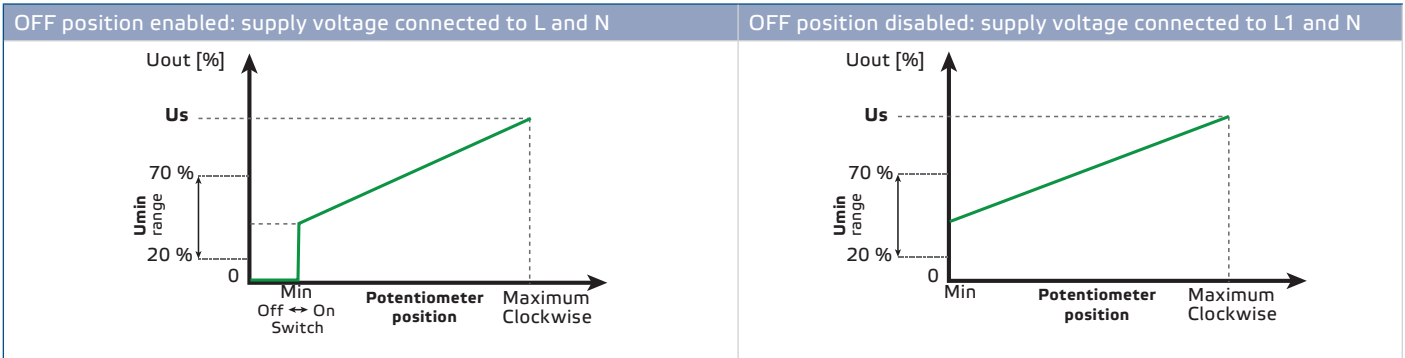 OFF position enabled: supply voltage connected to L and N
Uout [%]
Us
70 %
Umin
range
20 %
0
Min
Off ↔ On
Switch
Potentiometer
position
Maximum
Clockwise
OFF position disabled: supply voltage connected to L1 and N
Uout [%]
Us
70 %
Umin
range
20 %
0
Min
Potentiometer
position
Maximum
Clockwise